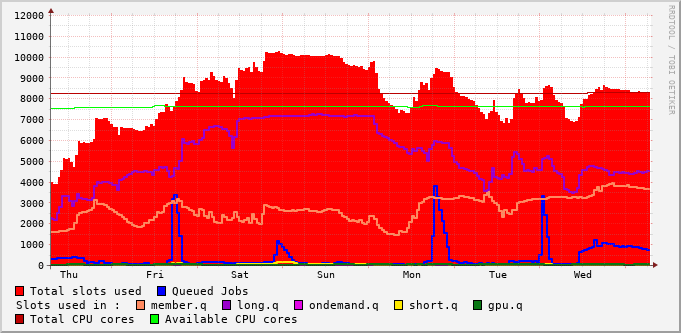 12000
11000
10000
9000
8000
7000
6000
5000
4000
3000
2000
1000
0
Thu Fri Sat Sun Mon Tue Wed
RRDTOOL / TOBI OETIKER
Total slots used Queued Jobs
Slots used in : member.q long.q ondemand.q short.q gpu.q
Total CPU cores Available CPU cores